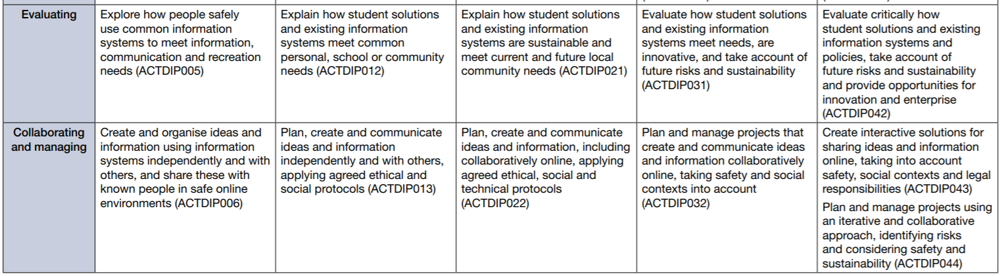 Evaluating
Explore how people safely
use common information
systems to meet information,
communication and recreation
needs (ACTDIP005)
Explain how student solutions
and existing information
systems meet common
personal, school or community
needs (ACTDIP012)
Explain how student solutions
and existing information
systems are sustainable and
meet current and future local
community needs (ACTDIP021)
Evaluate how student solutions
and existing information
systems meet needs, are
innovative, and take account of
future risks and sustainability
(ACTDIP031)
Evaluate critically how
student solutions and existing
information systems and
policies, take account of
future risks and sustainability
and provide opportunities for
innovation and enterprise
(ACTDIP042)
Collaborating
and managing
Create and organise ideas and
information using information
systems independently and with
others, and share these with
known people in safe online
environments (ACTDIP006)
Plan, create and communicate
ideas and information
independently and with others,
applying agreed ethical and
social protocols (ACTDIP013)
Plan, create and communicate
ideas and information, including
collaboratively online, applying
agreed ethical, social and
technical protocols
(ACTDIP022)
Plan and manage projects that
create and communicate ideas
and information collaboratively
online, taking safety and social
contexts into account
(ACTDIP032)
Create interactive solutions for
sharing ideas and information
online, taking into account
safety, social contexts and legal
responsibilities (ACTDIP043)
Plan and manage projects using
an iterative and collaborative
approach, identifying risks
and considering safety and
sustainability (ACTDIP044)